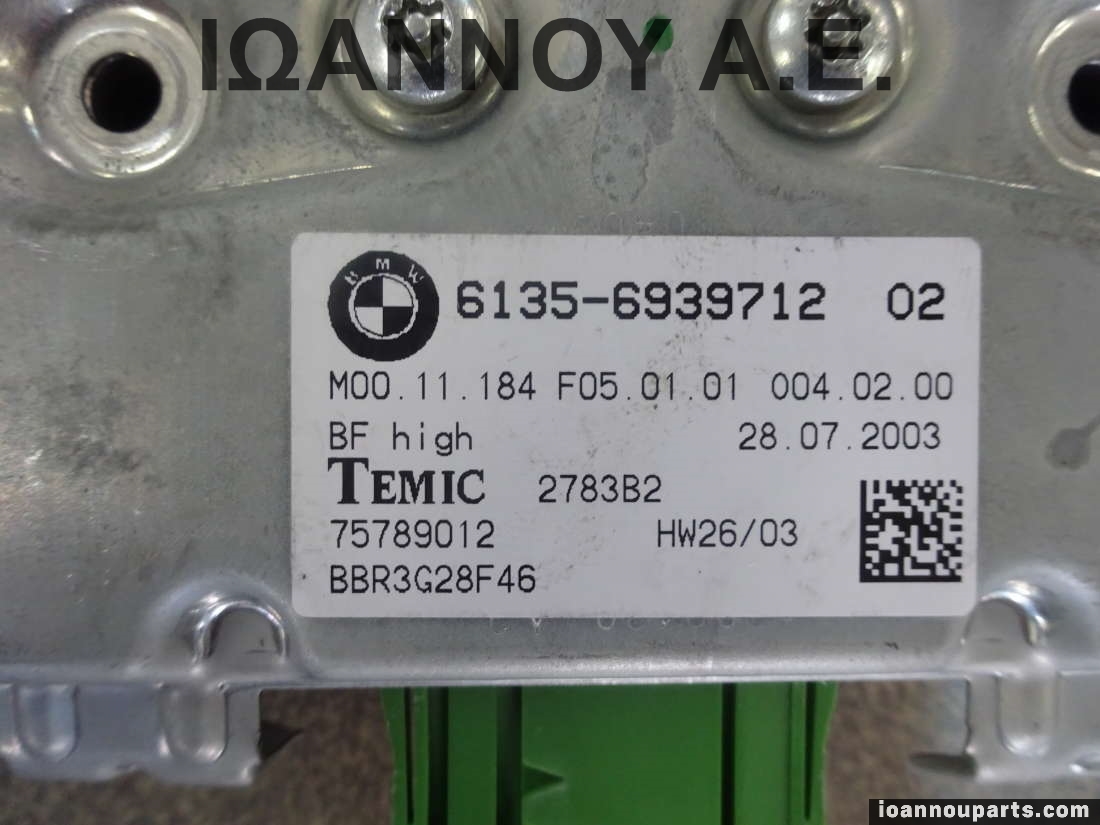 ΙΩΑΝΝΟΥ Α.Ε.
BMW
6135-6939712 02
M00.11.184 F05.01.01 004.02.00
BF high 28.07.2003
TEMIC 2783B2
75789012 HW26/03
BBR3G28F46
ioannouparts.com